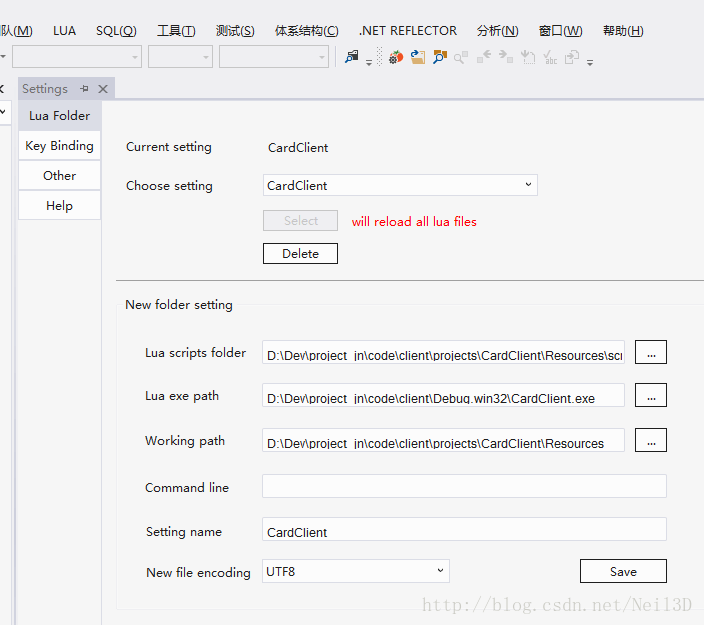 队(M) LUA SQL(Q) 工具(T) 测试(S) 体系结构(C) .NET REFLECTOR 分析(N) 窗口(W) 帮助(H)
Settings
Lua Folder
Key Binding
Other
Help
Current setting CardClient
Choose setting CardClient
Select will reload all lua files
Delete
New folder setting
Lua scripts folder D:\Dev\project_jn\code\client\projects\CardClient\Resources\scr ...
Lua exe path D:\Dev\project_jn\code\client\Debug.win32\CardClient.exe ...
Working path D:\Dev\project_jn\code\client\projects\CardClient\Resources ...
Command line
Setting name CardClient
New file encoding UTF8 Save
http://blog.csdn.net/Neil3D